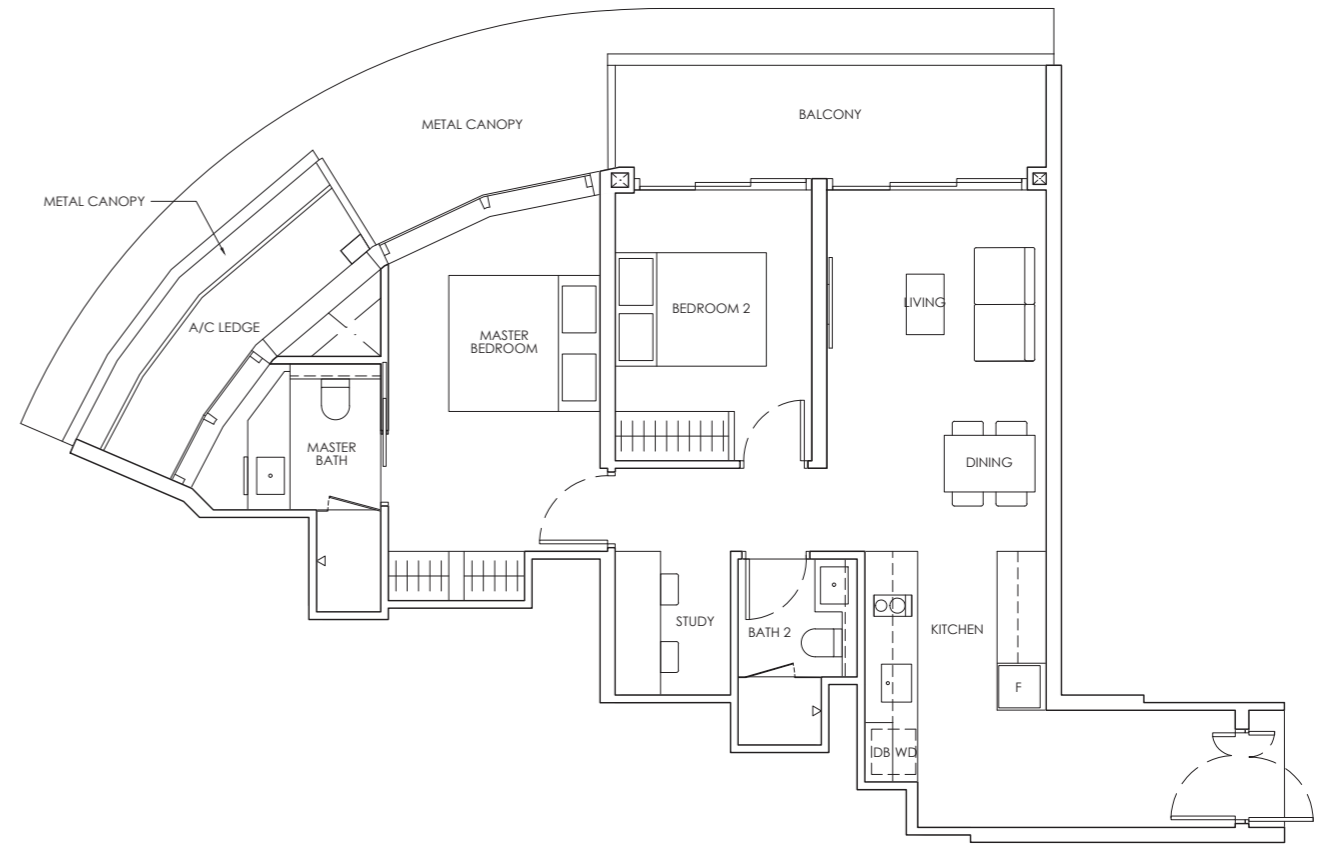 BALCONY
METAL CANOPY
METAL CANOPY
A/C LEDGE
MASTER
BEDROOM
BEDROOM 2
LIVING
MASTER
BATH
DINING
STUDY
BATH 2
KITCHEN
F
DB WD